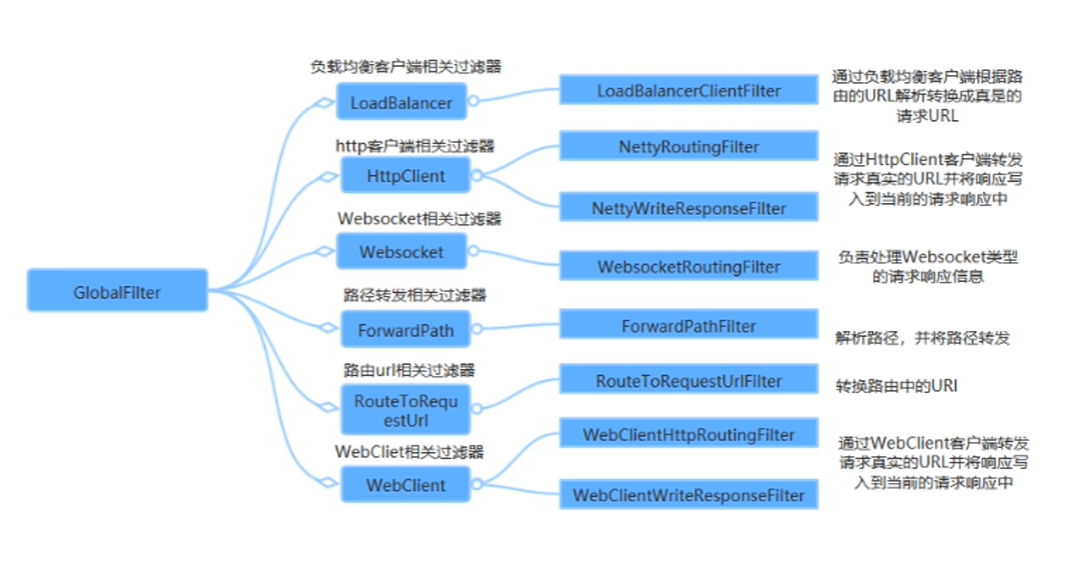 GlobalFilter
负载均衡客户端相关过滤器
LoadBalancer
LoadBalancerClientFilter
通过负载均衡客户端根据路
由的URL解析转换成真是的
请求URL
http客户端相关过滤器
HttpClient
NettyRoutingFilter
NettyWriteResponseFilter
通过HttpClient客户端转发
请求真实的URL并将响应写
入到当前的请求响应中
Websocket相关过滤器
Websocket
WebsocketRoutingFilter
负责处理Websocket类型
的请求响应信息
路径转发相关过滤器
ForwardPath
ForwardPathFilter
解析路径，并将路径转发
路由url相关过滤器
RouteToRequ
estUrl
RouteToRequestUrlFilter
转换路由中的URI
WebCliet相关过滤器
WebClient
WebClientHttpRoutingFilter
WebClientWriteResponseFilter
通过WebClient客户端转发
请求真实的URL并将响应写
入到当前的请求响应中